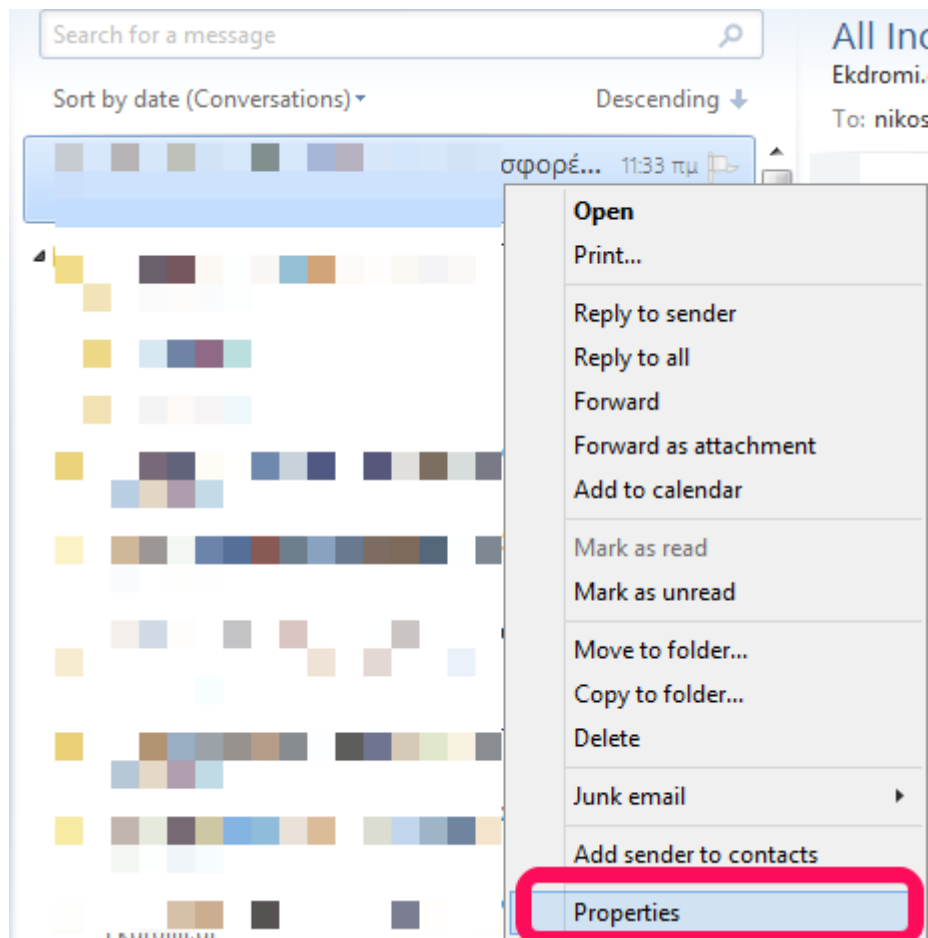 Search for a message
Sort by date (Conversations) Descending
σφορέ... 11:33 πμ
Open
Print...
Reply to sender
Reply to all
Forward
Forward as attachment
Add to calendar
Mark as read
Mark as unread
Move to folder...
Copy to folder...
Delete
Junk email
Add sender to contacts
Properties
All Inc
Ekdromi.
To: nikos